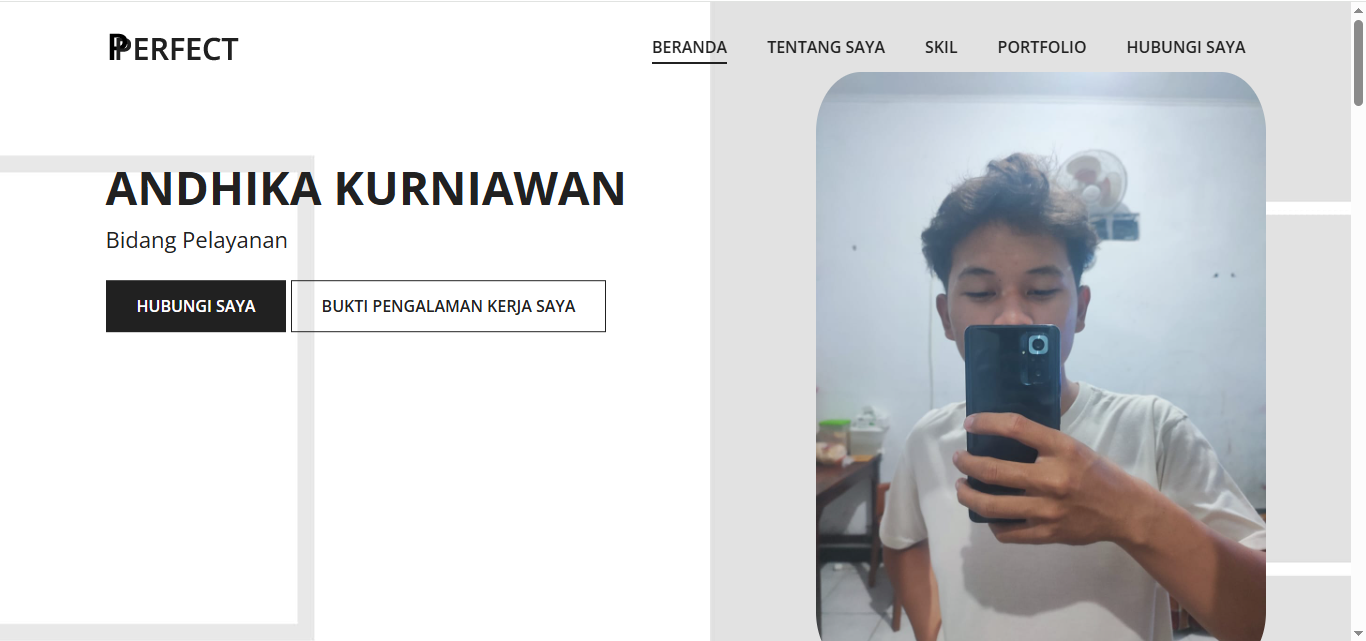 PERFECT
BERANDA TENTANG SAYA SKIL PORTFOLIO HUBUNGI SAYA
ANDHIKA KURNIAWAN
Bidang Pelayanan
HUBUNGI SAYA BUKTI PENGALAMAN KERJA SAYA